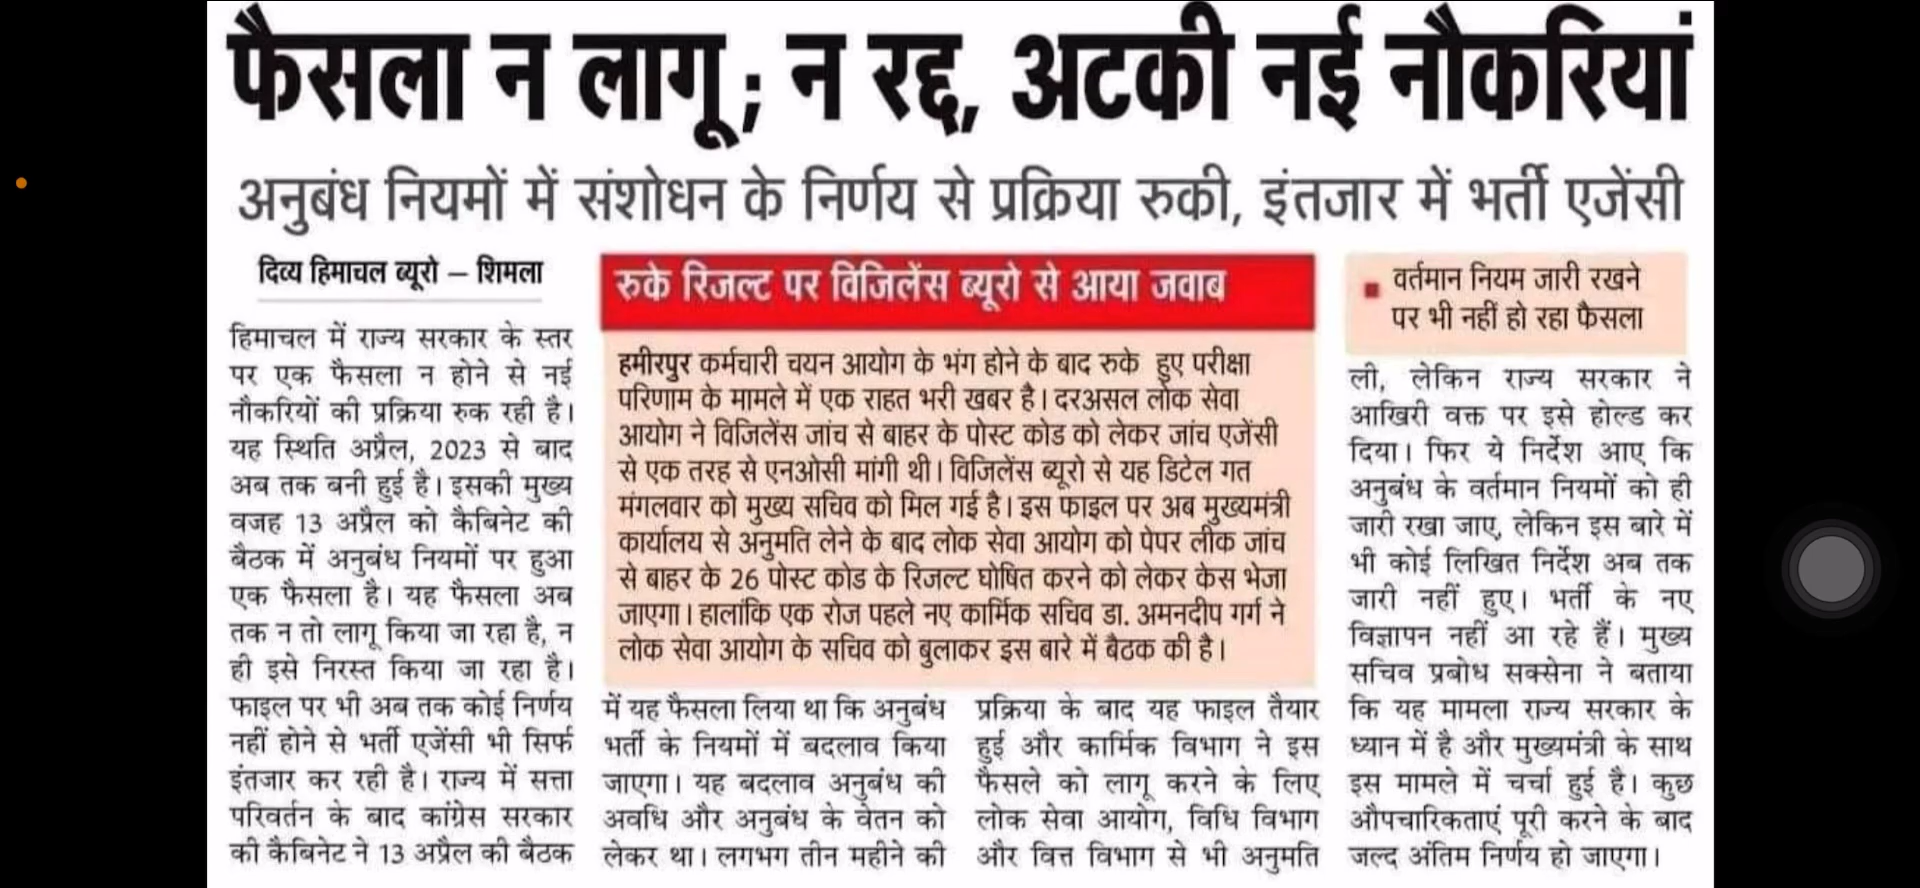 फैसला न लागू; न रद्द, अटकी नई नौकरियां
अनुबंध नियमों में संशोधन के निर्णय से प्रक्रिया रुकी, इंतजार में भर्ती एजेंसी
दिव्य हिमाचल ब्यूरो – शिमला
हिमाचल में राज्य सरकार के स्तर
पर एक फैसला न होने से नई
नौकरियों की प्रक्रिया रुक रही है।
यह स्थिति अप्रैल, 2023 से बाद
अब तक बनी हुई है। इसकी मुख्य
वजह 13 अप्रैल को कैबिनेट की
बैठक में अनुबंध नियमों पर हुआ
एक फैसला है। यह फैसला अब
तक न तो लागू किया जा रहा है, न
ही इसे निरस्त किया जा रहा है।
फाइल पर भी अब तक कोई निर्णय
नहीं होने से भर्ती एजेंसी भी सिर्फ
इंतजार कर रही है। राज्य में सत्ता
परिवर्तन के बाद कांग्रेस सरकार
की कैबिनेट ने 13 अप्रैल की बैठक
रुके रिजल्ट पर विजिलेंस ब्यूरो से आया जवाब
हमीरपुर कर्मचारी चयन आयोग के भंग होने के बाद रुके हुए परीक्षा
परिणाम के मामले में एक राहत भरी खबर है। दरअसल लोक सेवा
आयोग ने विजिलेंस जांच से बाहर के पोस्ट कोड को लेकर जांच एजेंसी
से एक तरह से एनओसी मांगी थी। विजिलेंस ब्यूरो से यह डिटेल गत
मंगलवार को मुख्य सचिव को मिल गई है। इस फाइल पर अब मुख्यमंत्री
कार्यालय से अनुमति लेने के बाद लोक सेवा आयोग को पेपर लीक जांच
से बाहर के 26 पोस्ट कोड के रिजल्ट घोषित करने को लेकर केस भेजा
जाएगा। हालांकि एक रोज पहले नए कार्मिक सचिव डा. अमनदीप गर्ग ने
लोक सेवा आयोग के सचिव को बुलाकर इस बारे में बैठक की है।
में यह फैसला लिया था कि अनुबंध
भर्ती के नियमों में बदलाव किया
जाएगा। यह बदलाव अनुबंध की
अवधि और अनुबंध के वेतन को
लेकर था। लगभग तीन महीने की
प्रक्रिया के बाद यह फाइल तैयार
हुई और कार्मिक विभाग ने इस
फैसले को लागू करने के लिए
लोक सेवा आयोग, विधि विभाग
और वित्त विभाग से भी अनुमति
वर्तमान नियम जारी रखने
पर भी नहीं हो रहा फैसला
ली, लेकिन राज्य सरकार ने
आखिरी वक्त पर इसे होल्ड कर
दिया। फिर ये निर्देश आए कि
अनुबंध के वर्तमान नियमों को ही
जारी रखा जाए, लेकिन इस बारे में
भी कोई लिखित निर्देश अब तक
जारी नहीं हुए। भर्ती के नए
विज्ञापन नहीं आ रहे हैं। मुख्य
सचिव प्रबोध सक्सेना ने बताया
कि यह मामला राज्य सरकार के
ध्यान में है और मुख्यमंत्री के साथ
इस मामले में चर्चा हुई है। कुछ
औपचारिकताएं पूरी करने के बाद
जल्द अंतिम निर्णय हो जाएगा।